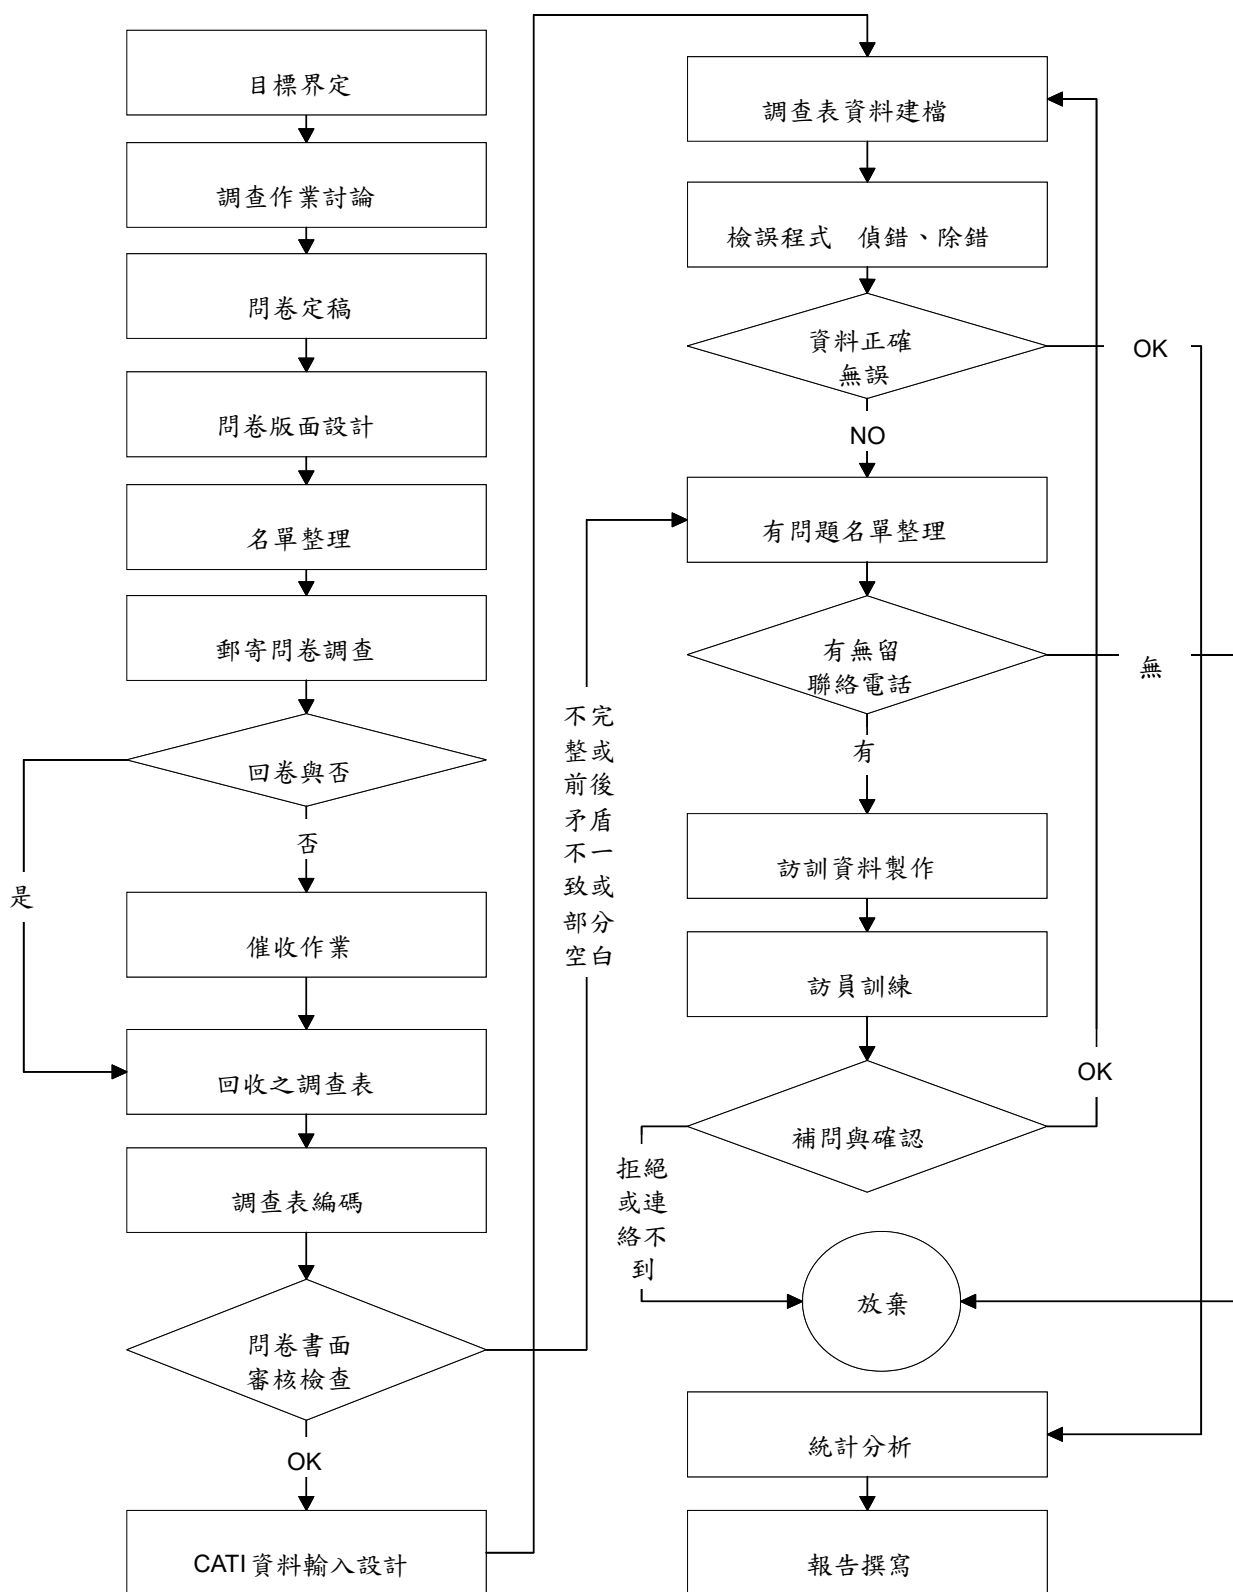 目標界定
調查作業討論
問卷定稿
問卷版面設計
名單整理
郵寄問卷調查
回卷與否
否
是
催收作業
回收之調查表
調查表編碼
問卷書面
審核檢查
OK
CATI 資料輸入設計
不完
整或
前後
矛盾
不一
致或
部分
空白
調查表資料建檔
檢誤程式　偵錯、除錯
資料正確
無誤
OK
NO
有問題名單整理
有無留
聯絡電話
無
有
訪訓資料製作
訪員訓練
OK
補問與確認
拒絕
或連
絡不
到
放棄
統計分析
報告撰寫